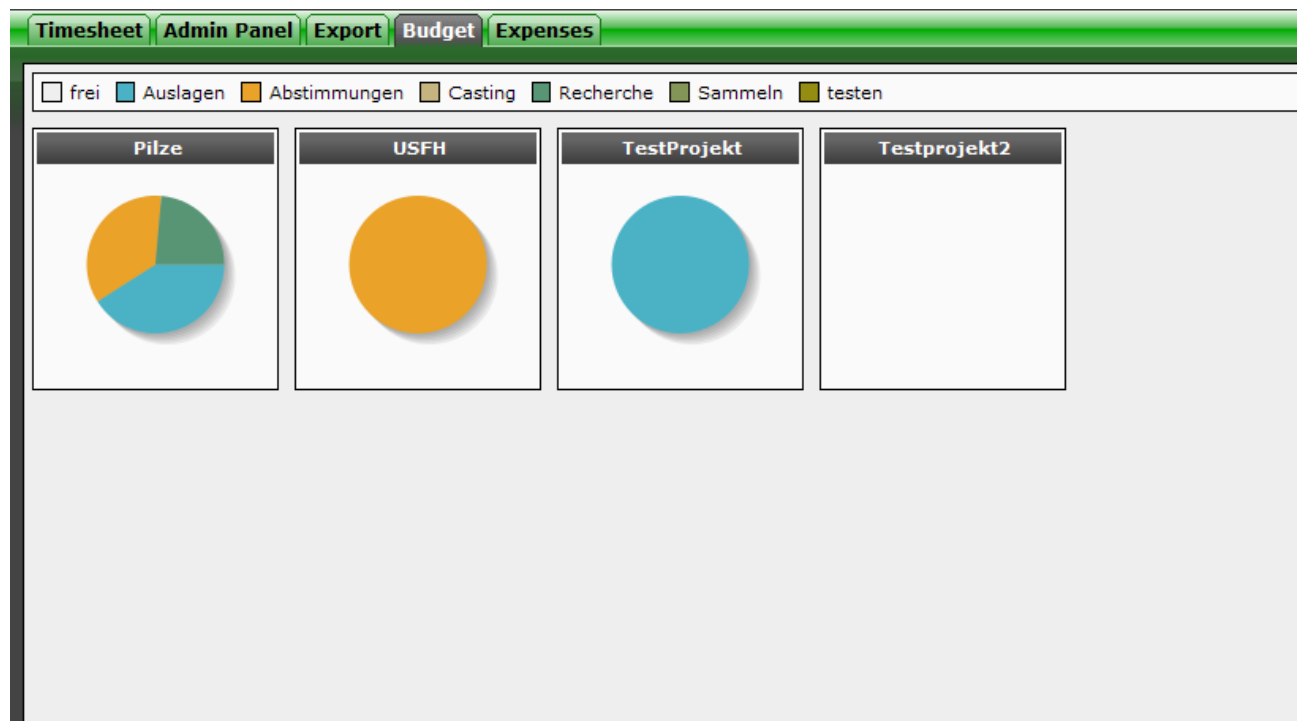 Timesheet Admin Panel Export Budget Expenses
frei Auslagen Abstimmungen Casting Recherche Sammeln testen
Pilze USFH TestProjekt Testprojekt2